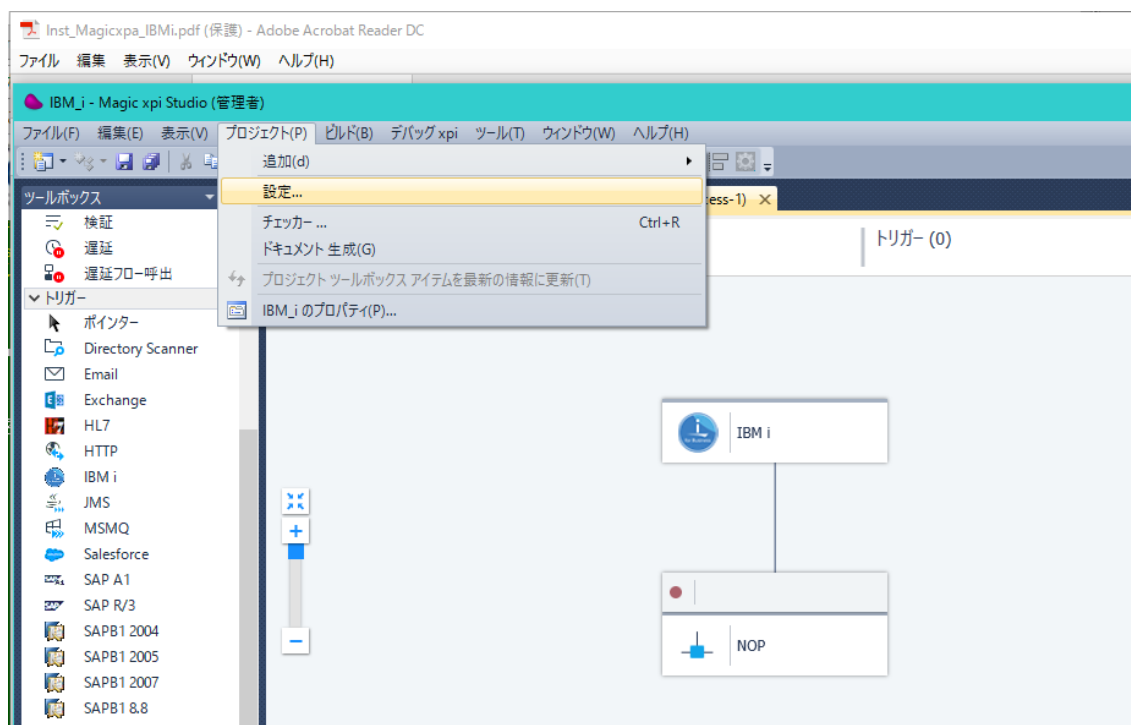 Inst_Magicxpa_IBMi.pdf (保護) - Adobe Acrobat Reader DC
ファイル 編集 表示(V) ウィンドウ(W) ヘルプ(H)
IBM_i - Magic xpi Studio (管理者)
ファイル(F) 編集(E) 表示(V) プロジェクト(P) ビルド(B) デバッグ xpi ツール(T) ウィンドウ(W) ヘルプ(H)
追加(d)
設定...
チェッカー ... Ctrl+R
ドキュメント 生成(G)
プロジェクト ツールボックス アイテムを最新の情報に更新(T)
IBM_i のプロパティ(P)...
ess-1)
トリガー (0)
ツールボックス
検証
遅延
遅延フロー呼出
トリガー
ポインター
Directory Scanner
Email
Exchange
HL7
HTTP
IBM i
JMS
MSMQ
Salesforce
SAP A1
SAP R/3
SAPB1 2004
SAPB1 2005
SAPB1 2007
SAPB1 8.8
IBM i
NOP